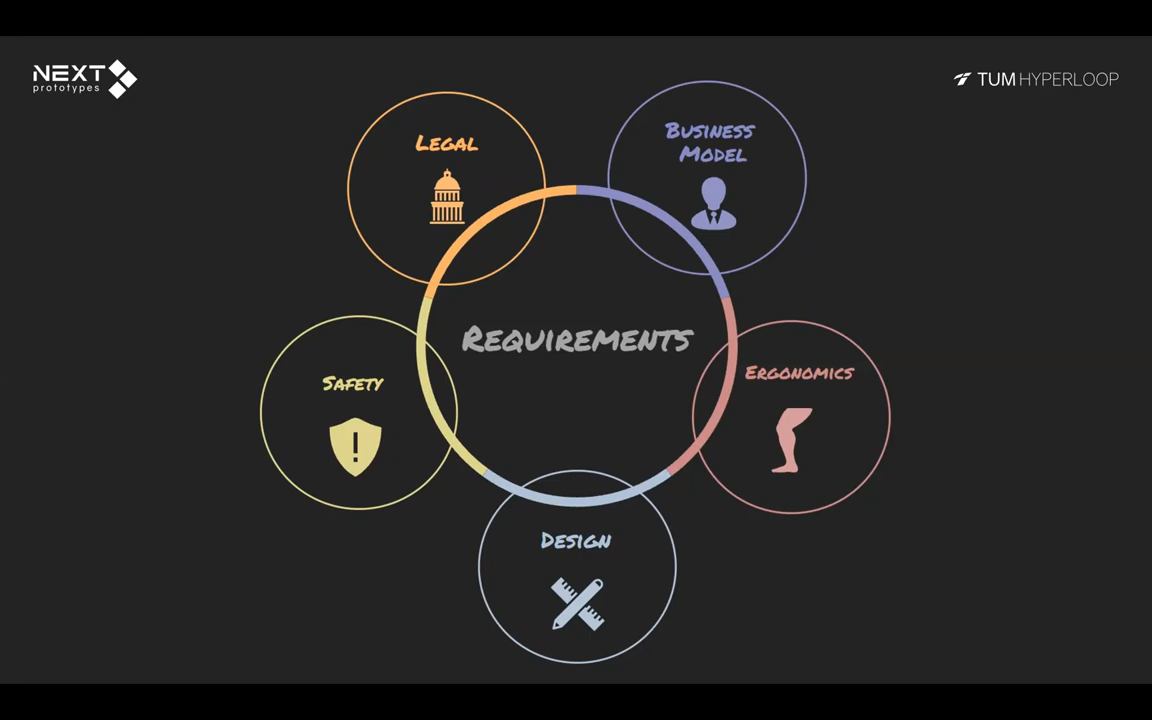 NEXT
prototypes
TUM HYPERLOOP
LEGAL
BUSINESS
MODEL
REQUIREMENTS
SAFETY
ERGONOMICS
DESIGN